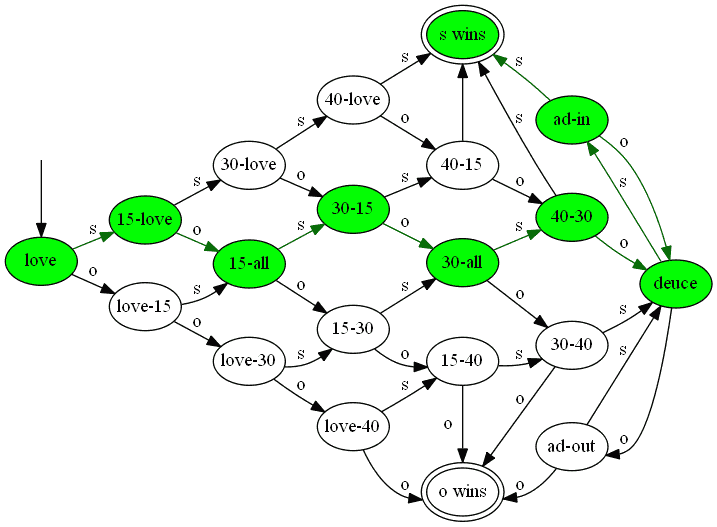 s wins
s
s
40-love
ad-in
s
o
s
o
30-love
40-15
s
s
o
o
30-15
40-30
15-love
s
s
o
s
o
o
love
15-all
30-all
deuce
s
o
love-15
s
o
s
o
15-30
s
30-40
o
s
o
s
love-30
15-40
s
o
s
o
love-40
o
ad-out
o
o
o
o wins